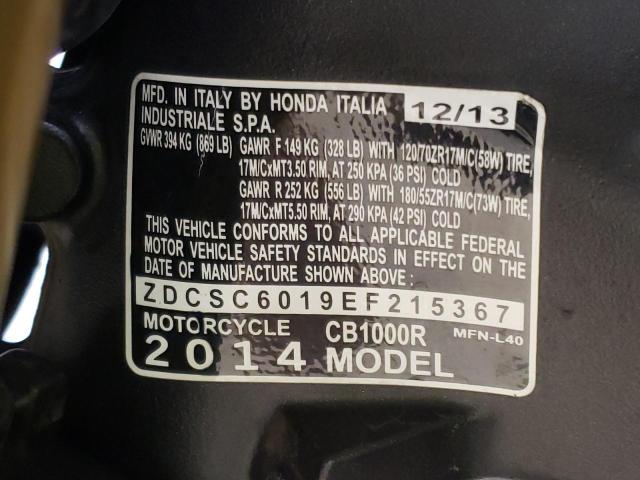 MFD. IN ITALY BY HONDA ITALIA 12/13
INDUSTRIALE S.P.A.
GVWR 394 KG (869 LB) GAWR F 149 KG (328 LB) WITH 120/70ZR17M/C(58W) TIRE,
17M/CxMT3.50 RIM, AT 250 KPA (36 PSI) COLD
GAWR R 252 KG (556 LB) WITH 180/55ZR17M/C(73W) TIRE,
17M/CxMT5.50 RIM, AT 290 KPA (42 PSI) COLD
THIS VEHICLE CONFORMS TO ALL APPLICABLE FEDERAL
MOTOR VEHICLE SAFETY STANDARDS IN EFFECT ON THE
DATE OF MANUFACTURE SHOWN ABOVE:
ZDCSC6019EF215367
MOTORCYCLE CB1000R MFN-L40
2014 MODEL